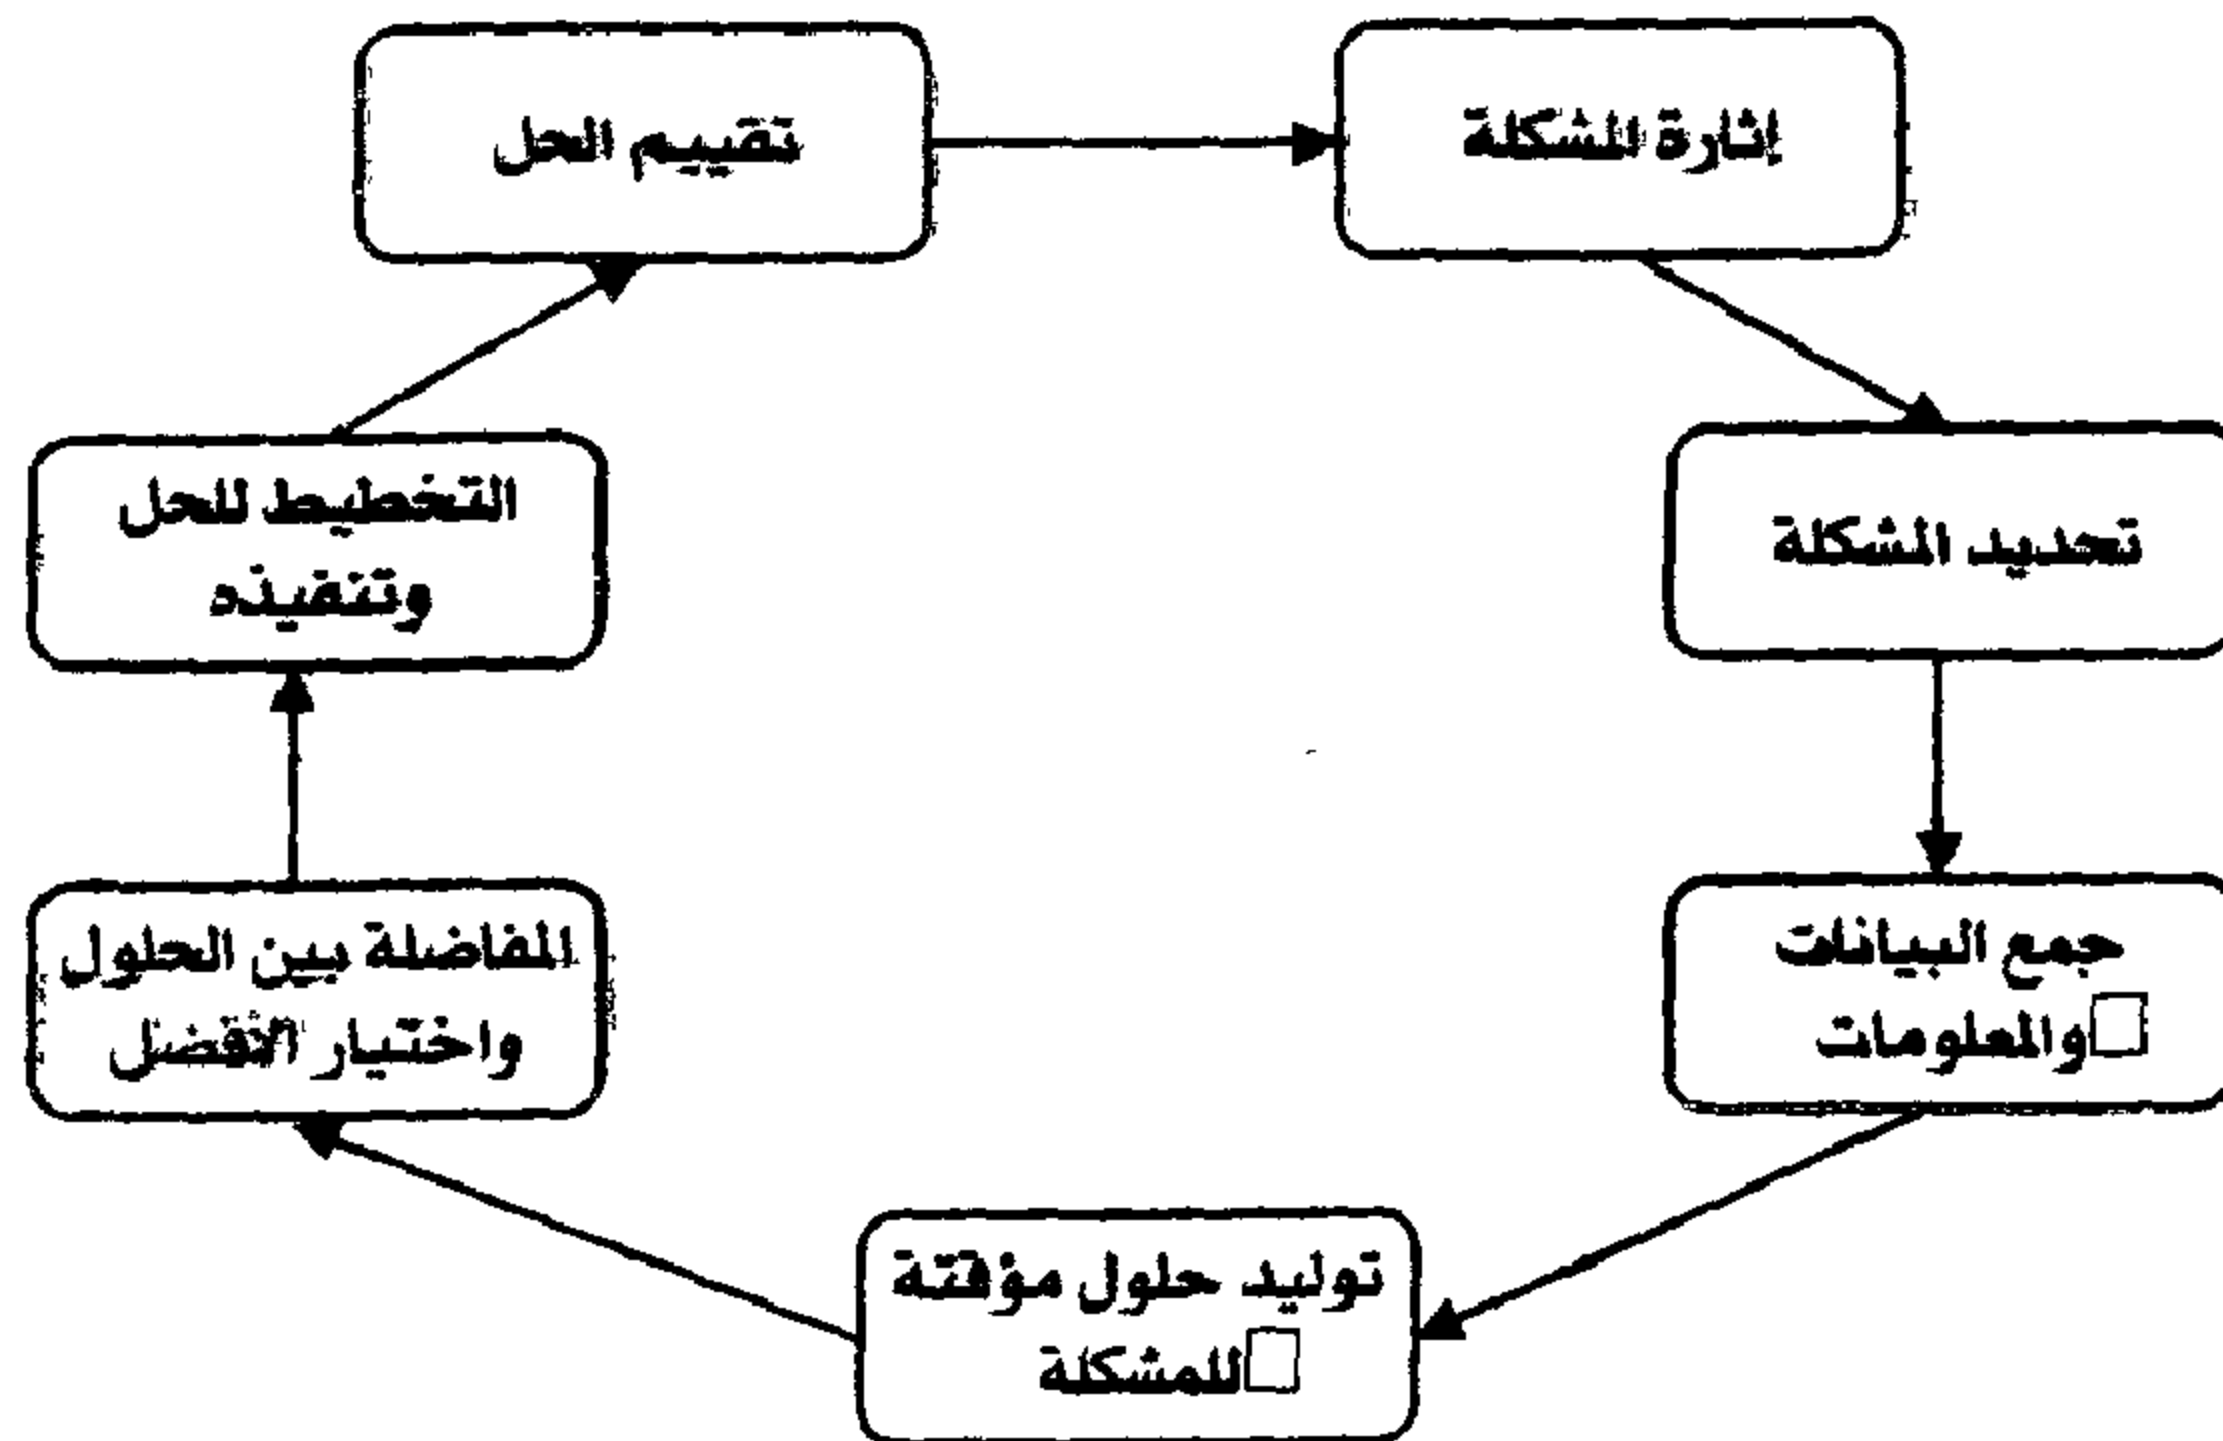 إثارة المشكلة
تقييم الحل
تحديد المشكلة
التخطيط للحل
وتنفيذه
جمع البيانات
والمعلومات
المفاضلة بين الحلول
واختيار الأفضل
توليد حلول مؤقتة
للمشكلة